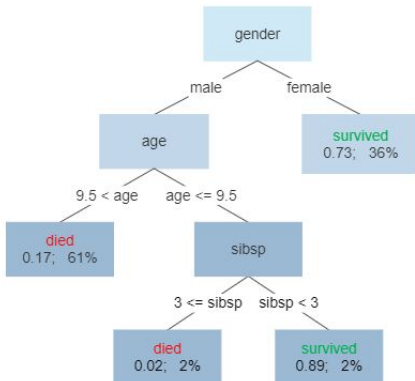 gender
male
female
age
survived
0.73; 36%
9.5 < age
age <= 9.5
died
0.17; 61%
sibsp
3 <= sibsp
sibsp < 3
died
0.02; 2%
survived
0.89; 2%